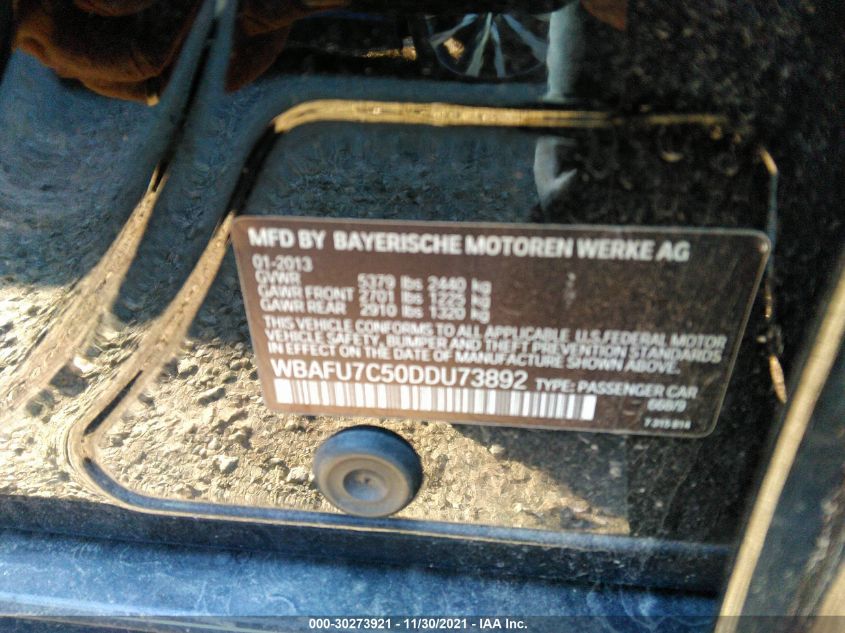 MFD BY BAYERISCHE MOTOREN WERKE AG
01-2013
GVWR 5379 lbs 2440 kg
GAWR FRONT 2701 lbs 1225 kg
GAWR REAR 2910 lbs 1320 kg
THIS VEHICLE CONFORMS TO ALL APPLICABLE U.S. FEDERAL MOTOR
VEHICLE SAFETY, BUMPER AND THEFT PREVENTION STANDARDS
IN EFFECT ON THE DATE OF MANUFACTURE SHOWN ABOVE.
WBAFU7C50DDU73892 TYPE: PASSENGER CAR
000-30273921 - 11/30/2021 - IAA Inc.